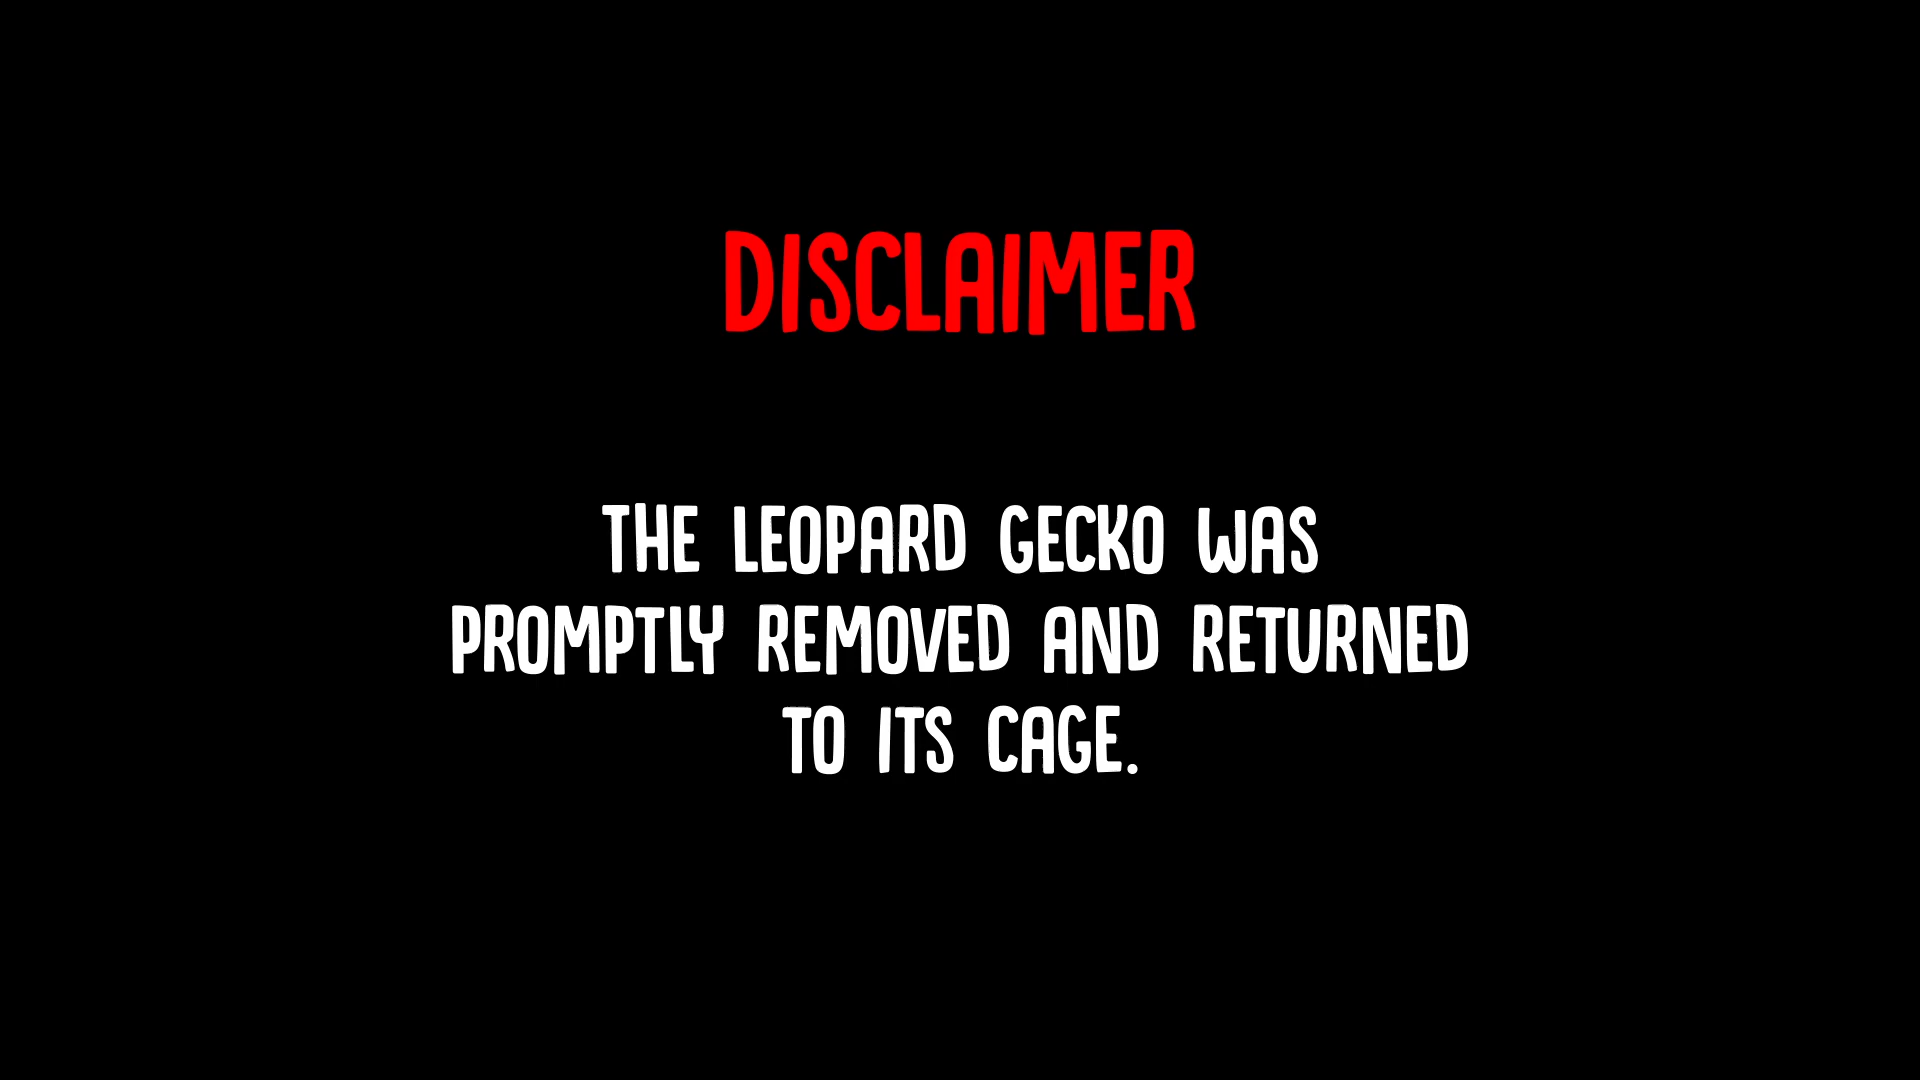 DISCLAIMER
THE LEOPARD GECKO WAS
PROMPTLY REMOVED AND RETURNED
TO ITS CAGE.